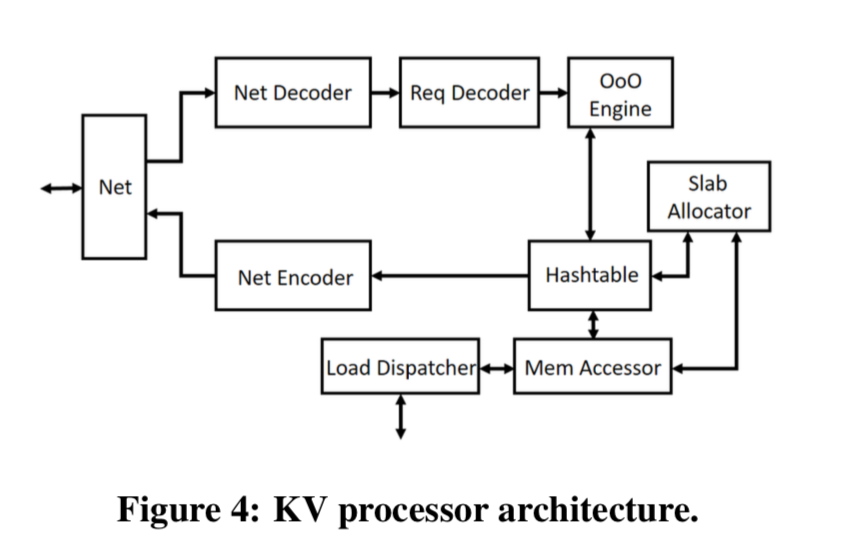 Net Decoder
Req Decoder
OoO
Engine
Net
Slab
Allocator
Net Encoder
Hashtable
Load Dispatcher
Mem Accessor
Figure 4: KV processor architecture.